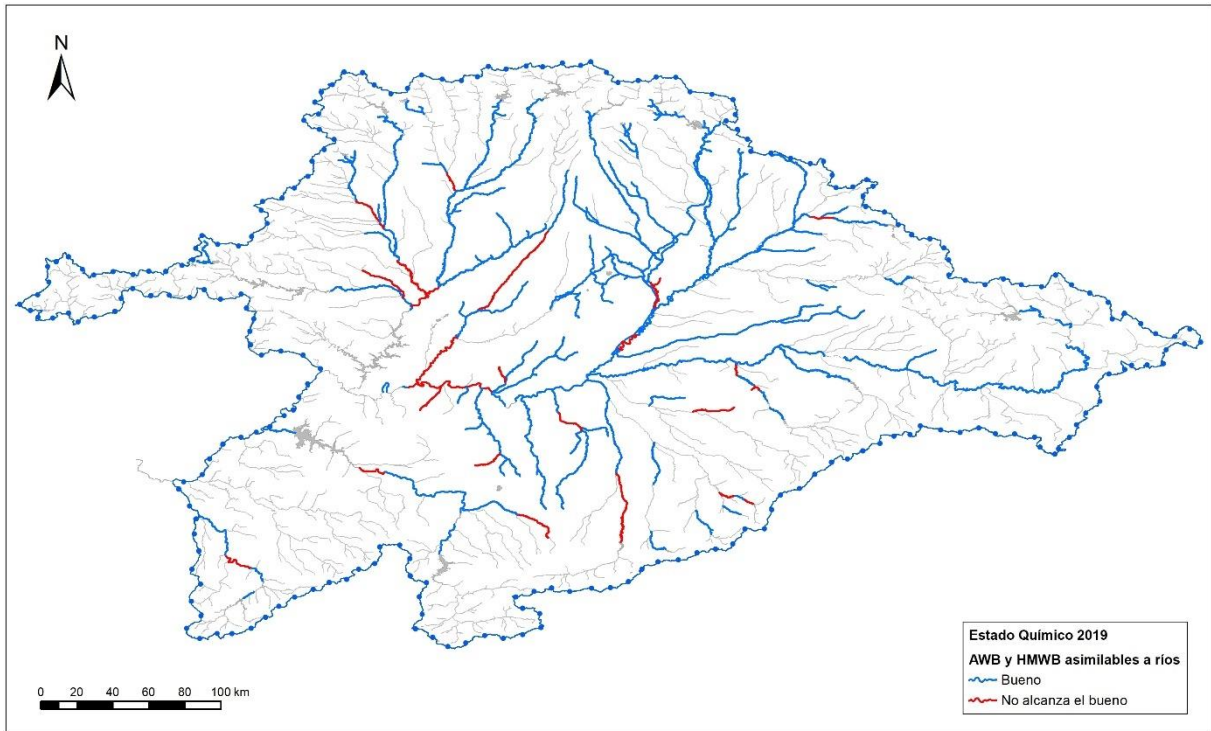 N
Estado Químico 2019
AWB y HMWB asimilables a ríos
Bueno
No alcanza el bueno
0 20 40 60 80 100 km